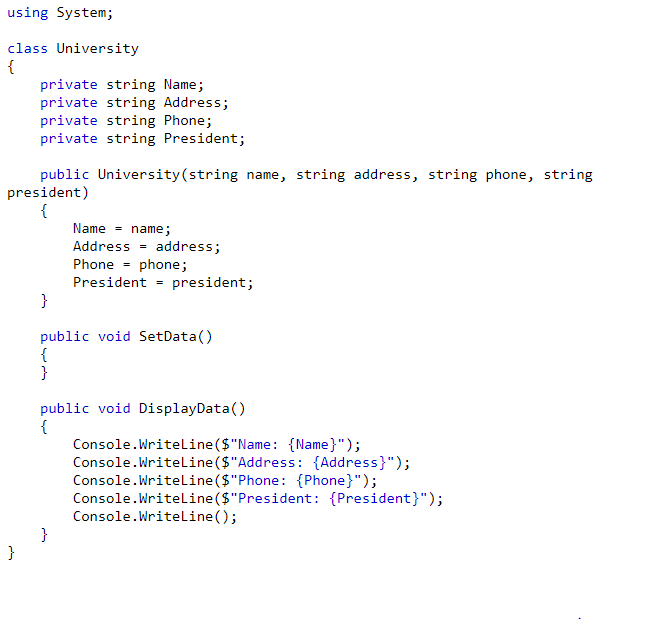 using System;

class University
{
    private string Name;
    private string Address;
    private string Phone;
    private string President;

    public University(string name, string address, string phone, string
president)
    {
        Name = name;
        Address = address;
        Phone = phone;
        President = president;
    }

    public void SetData()
    {
    }

    public void DisplayData()
    {
        Console.WriteLine($"Name: {Name}");
        Console.WriteLine($"Address: {Address}");
        Console.WriteLine($"Phone: {Phone}");
        Console.WriteLine($"President: {President}");
        Console.WriteLine();
    }
}